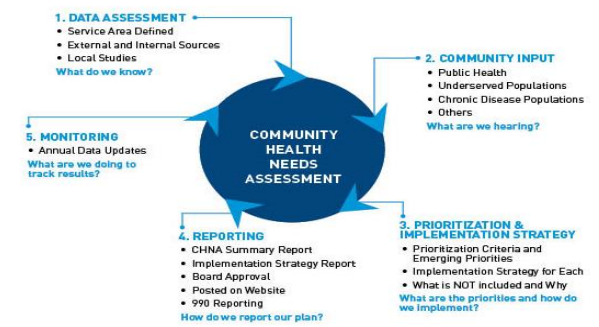 1. DATA ASSESSMENT
• Service Area Defined
• External and Internal Sources
• Local Studies
What do we know?
2. COMMUNITY INPUT
• Public Health
• Underserved Populations
• Chronic Disease Populations
• Others
What are we hearing?
3. PRIORITIZATION &
IMPLEMENTATION STRATEGY
• Prioritization Criteria and
Emerging Priorities
• Implementation Strategy for Each
• What is NOT included and Why
What are the priorities and how do
we implement?
4. REPORTING
• CHNA Summary Report
• Implementation Strategy Report
• Board Approval
• Posted on Website
• 990 Reporting
How do we report our plan?
5. MONITORING
• Annual Data Updates
What are we doing to
track results?
COMMUNITY
HEALTH
NEEDS
ASSESSMENT